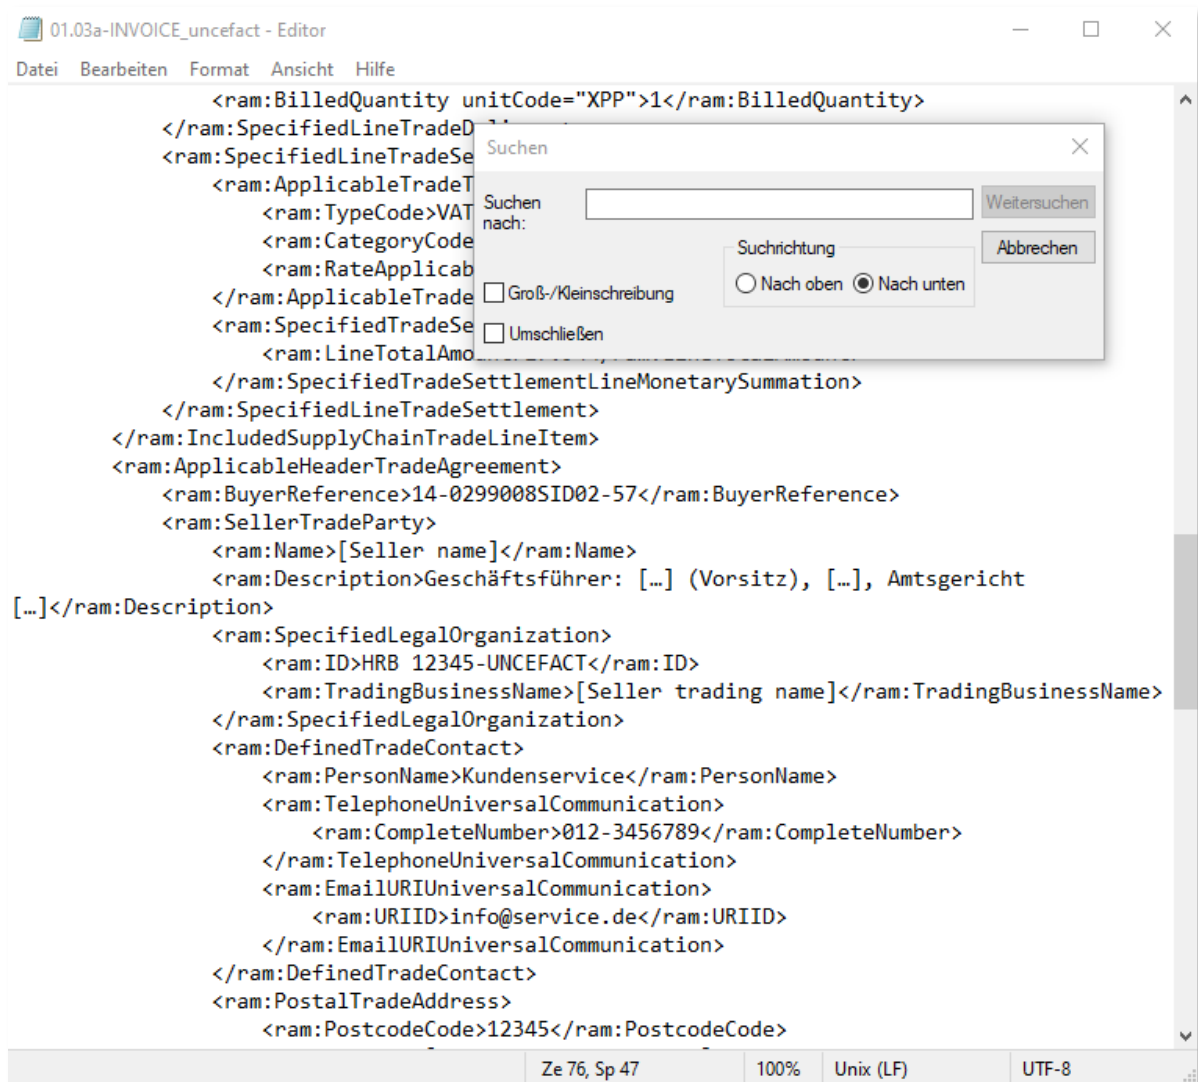 01.03a-INVOICE_uncefact - Editor
Datei Bearbeiten Format Ansicht Hilfe
<ram:BilledQuantity unitCode="XPP">1</ram:BilledQuantity>
</ram:SpecifiedLineTradeD
<ram:SpecifiedLineTradeSe
<ram:ApplicableTradeT
<ram:TypeCode>VAT
<ram:CategoryCode
<ram:RateApplicab
</ram:ApplicableTrade
<ram:SpecifiedTradeSe
<ram:LineTotalAmo
</ram:SpecifiedTradeSettlementLineMonetarySummation>
</ram:SpecifiedLineTradeSettlement>
</ram:IncludedSupplyChainTradeLineItem>
<ram:ApplicableHeaderTradeAgreement>
<ram:BuyerReference>14-0299008SID02-57</ram:BuyerReference>
<ram:SellerTradeParty>
<ram:Name>[Seller name]</ram:Name>
<ram:Description>Geschäftsführer: […] (Vorsitz), […], Amtsgericht
[…]</ram:Description>
<ram:SpecifiedLegalOrganization>
<ram:ID>HRB 12345-UNCEFACT</ram:ID>
<ram:TradingBusinessName>[Seller trading name]</ram:TradingBusinessName>
</ram:SpecifiedLegalOrganization>
<ram:DefinedTradeContact>
<ram:PersonName>Kundenservice</ram:PersonName>
<ram:TelephoneUniversalCommunication>
<ram:CompleteNumber>012-3456789</ram:CompleteNumber>
</ram:TelephoneUniversalCommunication>
<ram:EmailURIUniversalCommunication>
<ram:URIID>info@service.de</ram:URIID>
</ram:EmailURIUniversalCommunication>
</ram:DefinedTradeContact>
<ram:PostalTradeAddress>
<ram:PostcodeCode>12345</ram:PostcodeCode>
Suchen
Suchen
nach:
Weitersuchen
Suchrichtung
Abbrechen
Nach oben Nach unten
Groß-/Kleinschreibung
Umschließen
Ze 76, Sp 47 100% Unix (LF) UTF-8